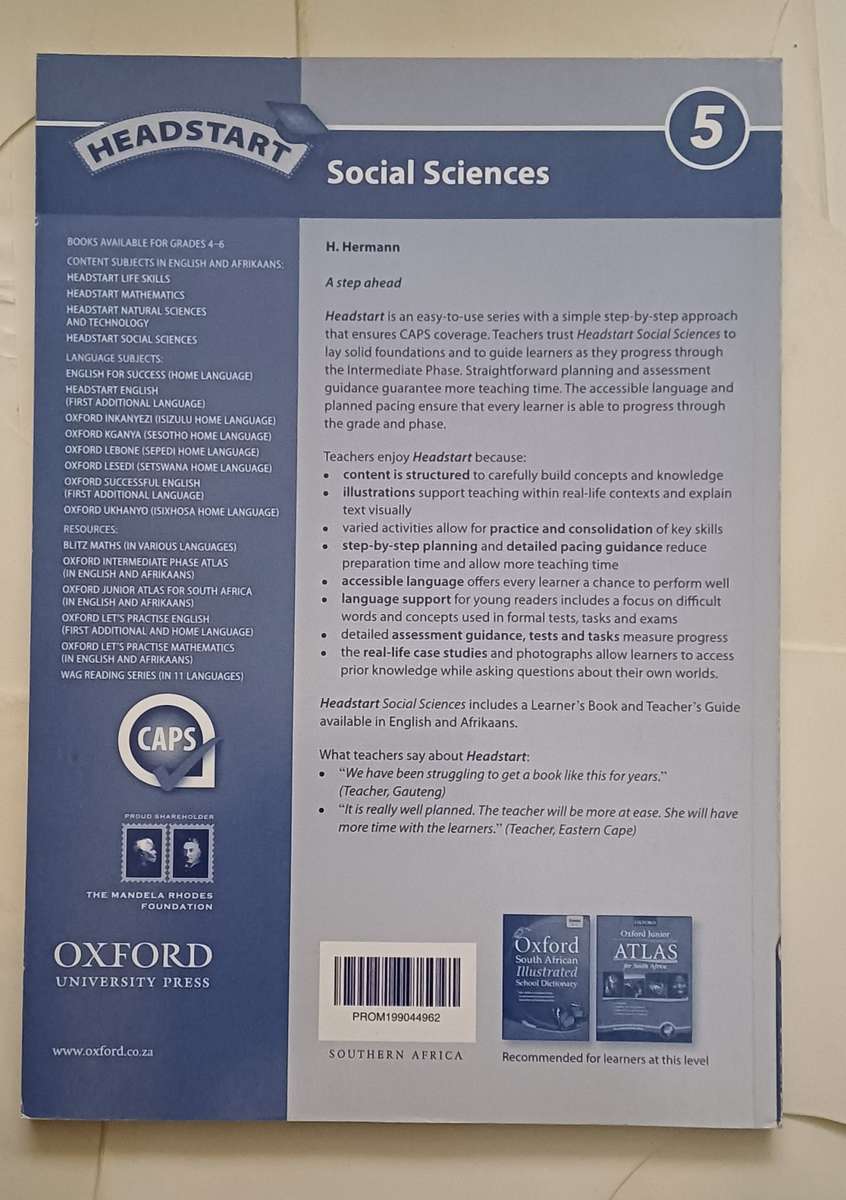 HEADSTART
Social Sciences
5
BOOKS AVAILABLE FOR GRADES 4–6
CONTENT SUBJECTS IN ENGLISH AND AFRIKAANS:
HEADSTART LIFE SKILLS
HEADSTART MATHEMATICS
HEADSTART NATURAL SCIENCES
AND TECHNOLOGY
HEADSTART SOCIAL SCIENCES
LANGUAGE SUBJECTS:
ENGLISH FOR SUCCESS (HOME LANGUAGE)
HEADSTART ENGLISH
(FIRST ADDITIONAL LANGUAGE)
OXFORD INKANYEZI (ISIZULU HOME LANGUAGE)
OXFORD KGANYA (SESOTHO HOME LANGUAGE)
OXFORD LEBONE (SEPEDI HOME LANGUAGE)
OXFORD LESEDI (SETSWANA HOME LANGUAGE)
OXFORD SUCCESSFUL ENGLISH
(FIRST ADDITIONAL LANGUAGE)
OXFORD UKHANYO (ISIXHOSA HOME LANGUAGE)
RESOURCES:
BLITZ MATHS (IN VARIOUS LANGUAGES)
OXFORD INTERMEDIATE PHASE ATLAS
(IN ENGLISH AND AFRIKAANS)
OXFORD JUNIOR ATLAS FOR SOUTH AFRICA
(IN ENGLISH AND AFRIKAANS)
OXFORD LET'S PRACTISE ENGLISH
(FIRST ADDITIONAL AND HOME LANGUAGE)
OXFORD LET'S PRACTISE MATHEMATICS
(IN ENGLISH AND AFRIKAANS)
WAG READING SERIES (IN 11 LANGUAGES)
CAPS
PROUD SHAREHOLDER
THE MANDELA RHODES
FOUNDATION
OXFORD
UNIVERSITY PRESS
www.oxford.co.za
H. Hermann
A step ahead
Headstart is an easy-to-use series with a simple step-by-step approach
that ensures CAPS coverage. Teachers trust Headstart Social Sciences to
lay solid foundations and to guide learners as they progress through
the Intermediate Phase. Straightforward planning and assessment
guidance guarantee more teaching time. The accessible language and
planned pacing ensure that every learner is able to progress through
the grade and phase.
Teachers enjoy Headstart because:
• content is structured to carefully build concepts and knowledge
• illustrations support teaching within real-life contexts and explain
text visually
• varied activities allow for practice and consolidation of key skills
• step-by-step planning and detailed pacing guidance reduce
preparation time and allow more teaching time
• accessible language offers every learner a chance to perform well
• language support for young readers includes a focus on difficult
words and concepts used in formal tests, tasks and exams
• detailed assessment guidance, tests and tasks measure progress
• the real-life case studies and photographs allow learners to access
prior knowledge while asking questions about their own worlds.
Headstart Social Sciences includes a Learner's Book and Teacher's Guide
available in English and Afrikaans.
What teachers say about Headstart:
• "We have been struggling to get a book like this for years."
(Teacher, Gauteng)
• "It is really well planned. The teacher will be more at ease. She will have
more time with the learners." (Teacher, Eastern Cape)
PROM199044962
SOUTHERN AFRICA
Oxford
South African
Illustrated
School Dictionary
OXFORD
Oxford Junior
ATLAS
for South Africa
Recommended for learners at this level